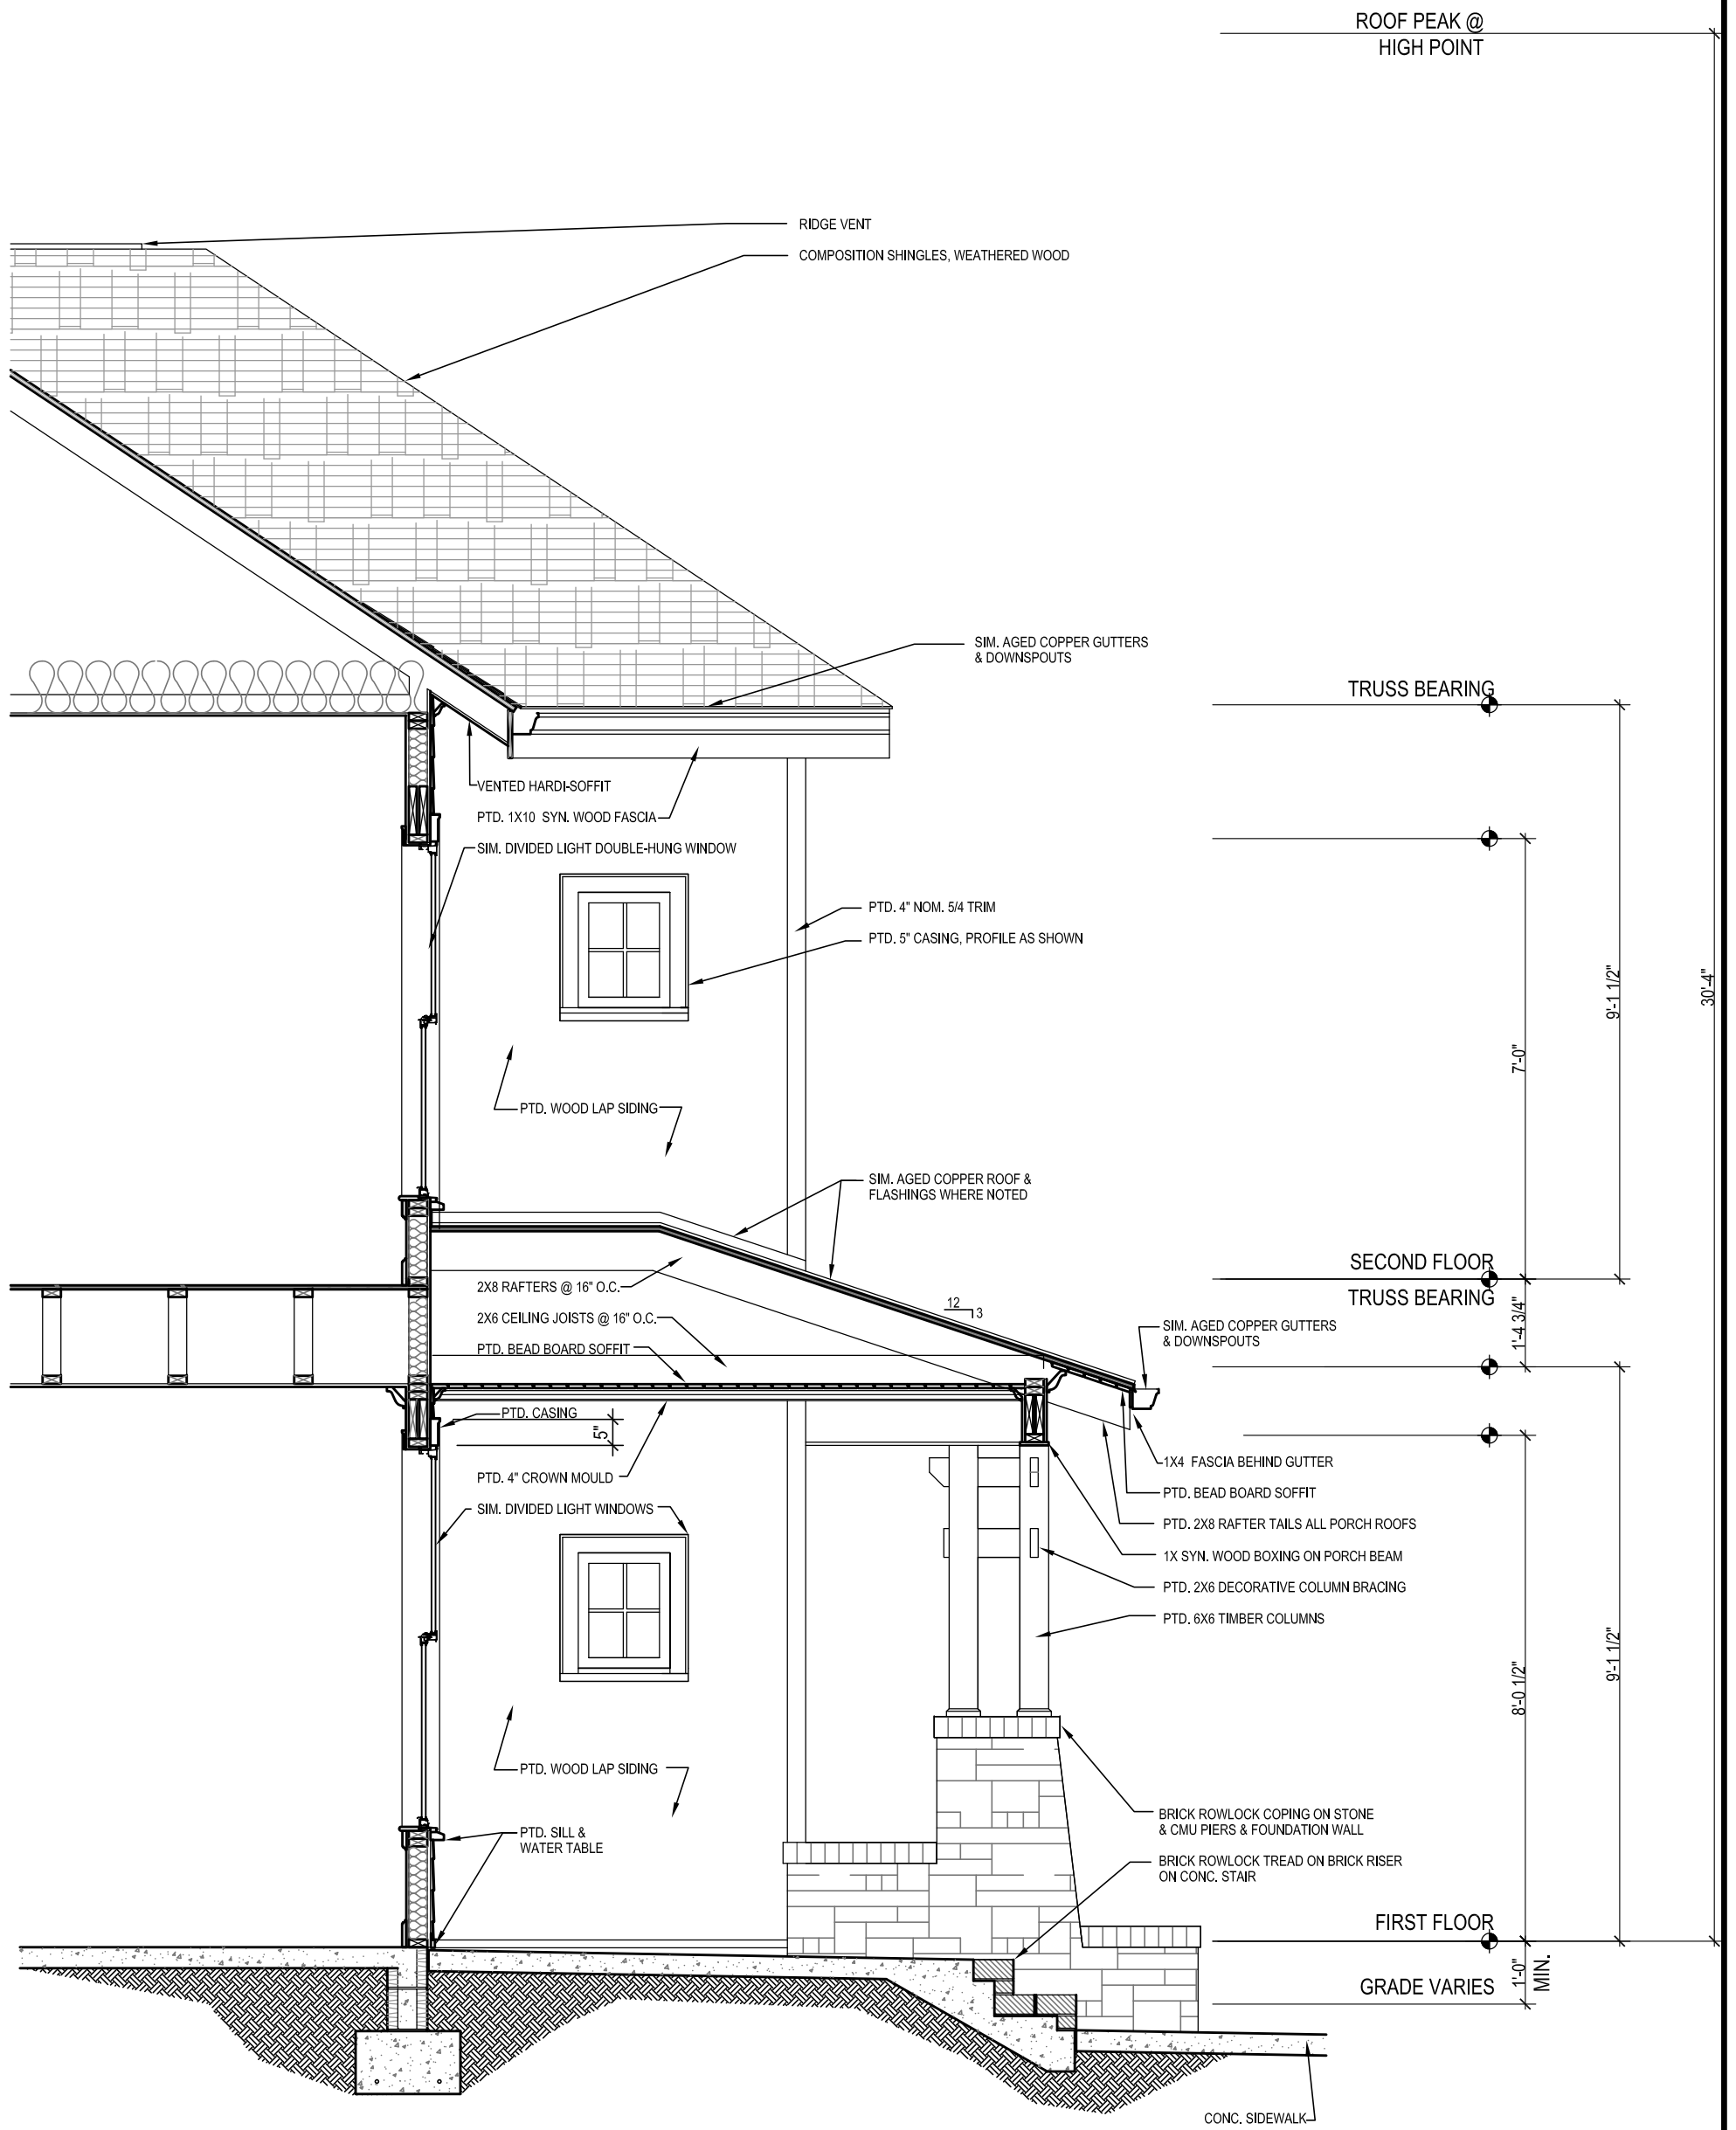 ROOF PEAK @
HIGH POINT
RIDGE VENT
COMPOSITION SHINGLES, WEATHERED WOOD
SIM. AGED COPPER GUTTERS
& DOWNSPOUTS
TRUSS BEARING
VENTED HARDI-SOFFIT
PTD. 1X10 SYN. WOOD FASCIA
SIM. DIVIDED LIGHT DOUBLE-HUNG WINDOW
PTD. 4" NOM. 5/4 TRIM
PTD. 5" CASING, PROFILE AS SHOWN
9'-1 1/2"
30'-4"
7'-0"
PTD. WOOD LAP SIDING
SIM. AGED COPPER ROOF &
FLASHINGS WHERE NOTED
SECOND FLOOR
TRUSS BEARING
2X8 RAFTERS @ 16" O.C.
2X6 CEILING JOISTS @ 16" O.C.
PTD. BEAD BOARD SOFFIT
12
3
SIM. AGED COPPER GUTTERS
& DOWNSPOUTS
1'-4 3/4"
PTD. CASING
5"
PTD. 4" CROWN MOULD
SIM. DIVIDED LIGHT WINDOWS
1X4 FASCIA BEHIND GUTTER
PTD. BEAD BOARD SOFFIT
PTD. 2X8 RAFTER TAILS ALL PORCH ROOFS
1X SYN. WOOD BOXING ON PORCH BEAM
PTD. 2X6 DECORATIVE COLUMN BRACING
PTD. 6X6 TIMBER COLUMNS
8'-0 1/2"
9'-1 1/2"
PTD. WOOD LAP SIDING
PTD. SILL &
WATER TABLE
BRICK ROWLOCK COPING ON STONE
& CMU PIERS & FOUNDATION WALL
BRICK ROWLOCK TREAD ON BRICK RISER
ON CONC. STAIR
FIRST FLOOR
GRADE VARIES
1'-0"
MIN.
CONC. SIDEWALK